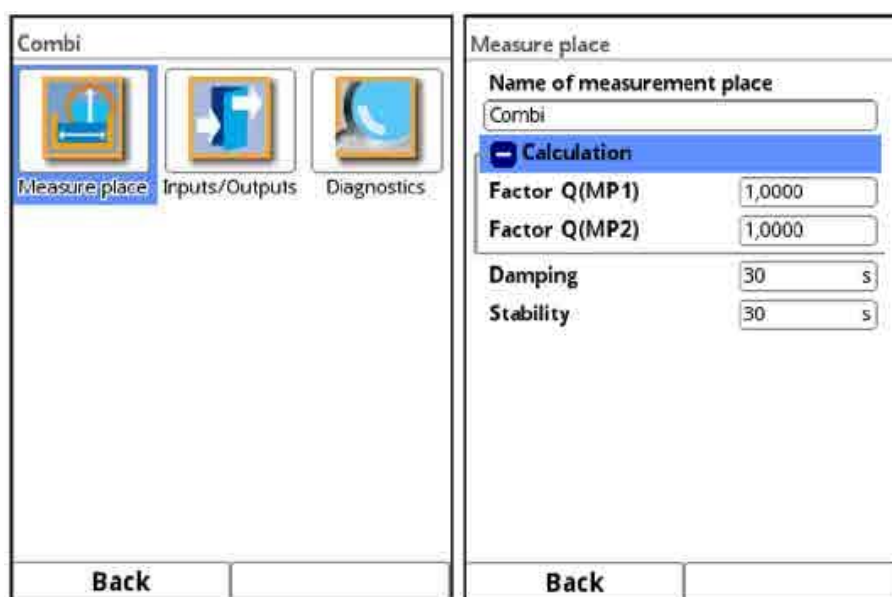 Combi
Measure place
Inputs/Outputs
Diagnostics
Back
Measure place
Name of measurement place
Combi
Calculation
Factor Q(MP1) 1,0000
Factor Q(MP2) 1,0000
Damping 30 s
Stability 30 s
Back